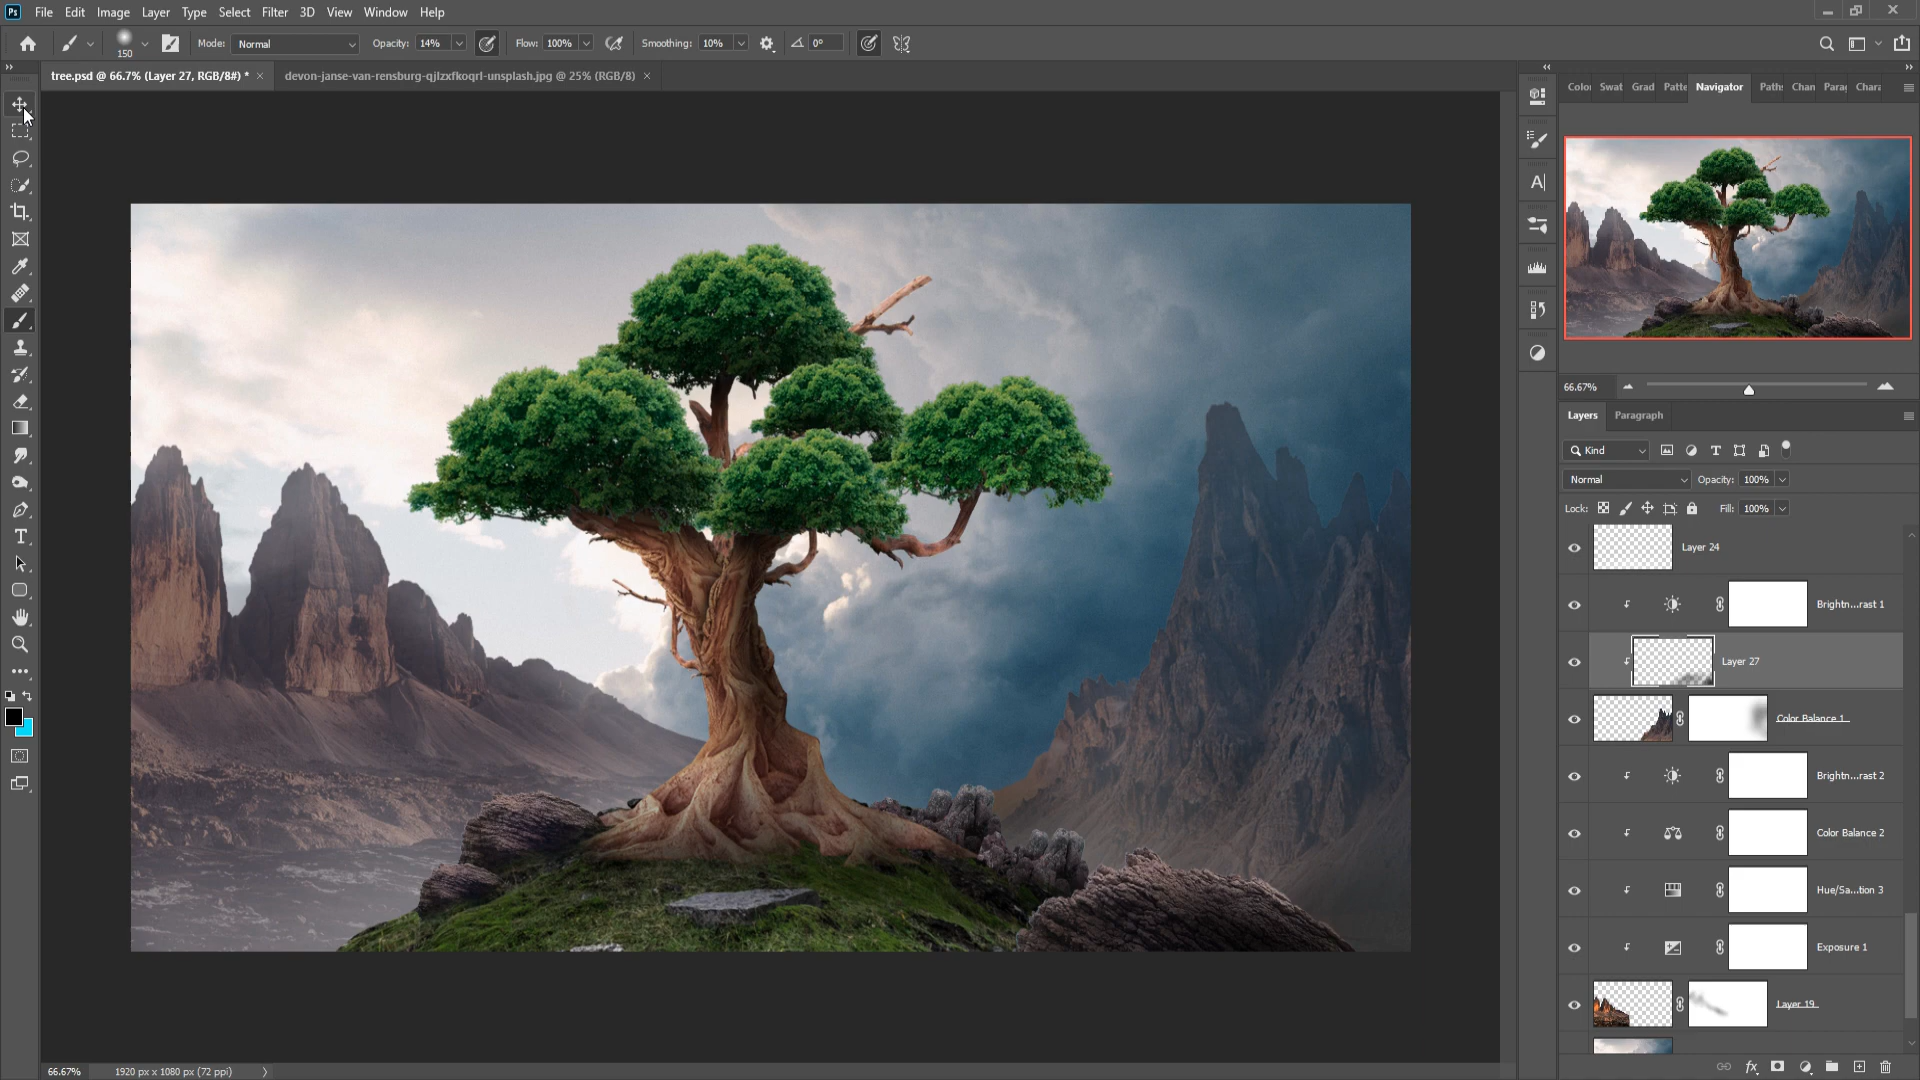 Ps File Edit Image Layer Type Select Filter 3D View Window Help
150 Mode: Normal Opacity: 14% Flow: 100% Smoothing: 10% 0°
tree.psd @ 66.7% (Layer 27, RGB/8#) * × devon-janse-van-rensburg-qjlzxfkoqrI-unsplash.jpg @ 25% (RGB/8) ×
Colo Swat Grad Patte Navigator Paths Chan Parag Chara
66.67%
Layers Paragraph
Kind
Normal Opacity: 100%
Lock: Fill: 100%
Layer 24
Brightn...rast 1
Layer 27
Color Balance 1
Brightn...rast 2
Color Balance 2
Hue/Sa...tion 3
Exposure 1
Layer 19
66.67% 1920 px x 1080 px (72 ppi)